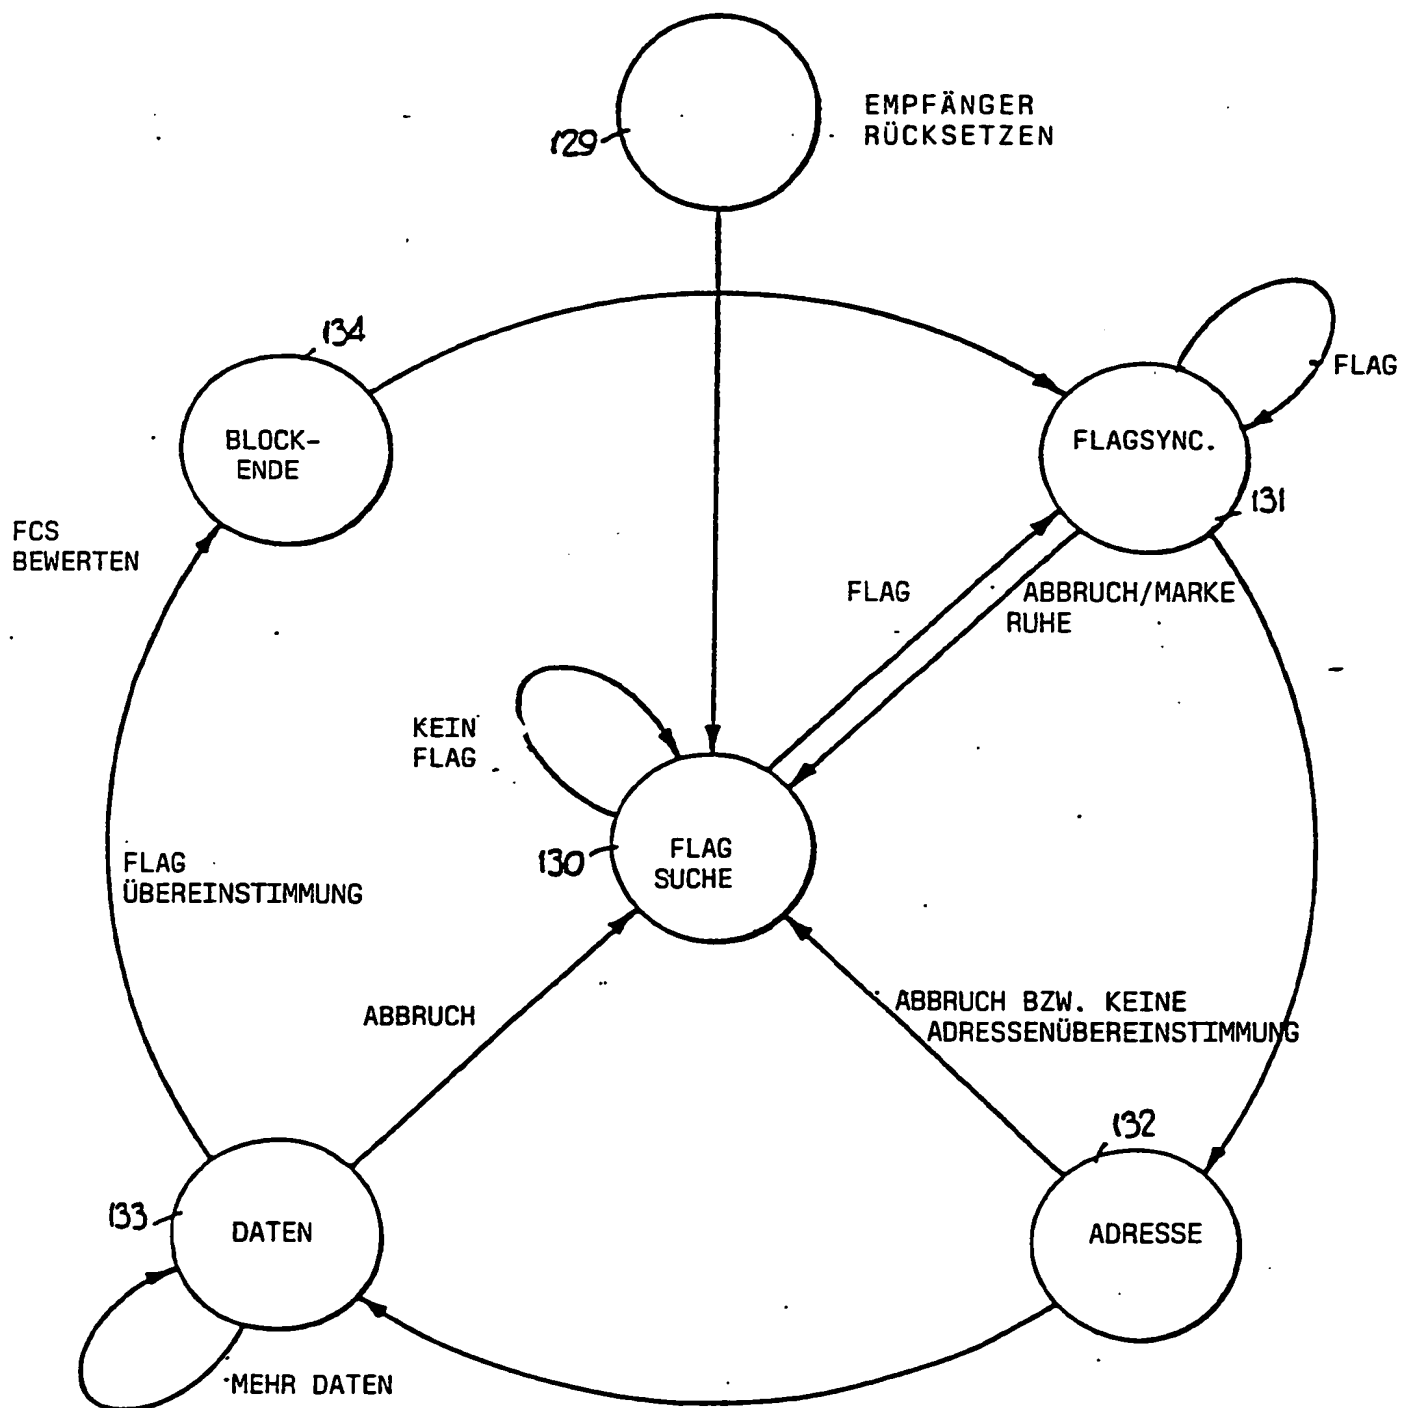 EMPFÄNGER
RÜCKSETZEN
129
134
BLOCK-
ENDE
FLAG
FLAGSYNC.
131
FCS
BEWERTEN
FLAG
ABBRUCH/MARKE
RUHE
KEIN
FLAG
130
FLAG
SUCHE
FLAG
ÜBEREINSTIMMUNG
ABBRUCH
ABBRUCH BZW. KEINE
ADRESSENÜBEREINSTIMMUNG
132
133
DATEN
ADRESSE
MEHR DATEN